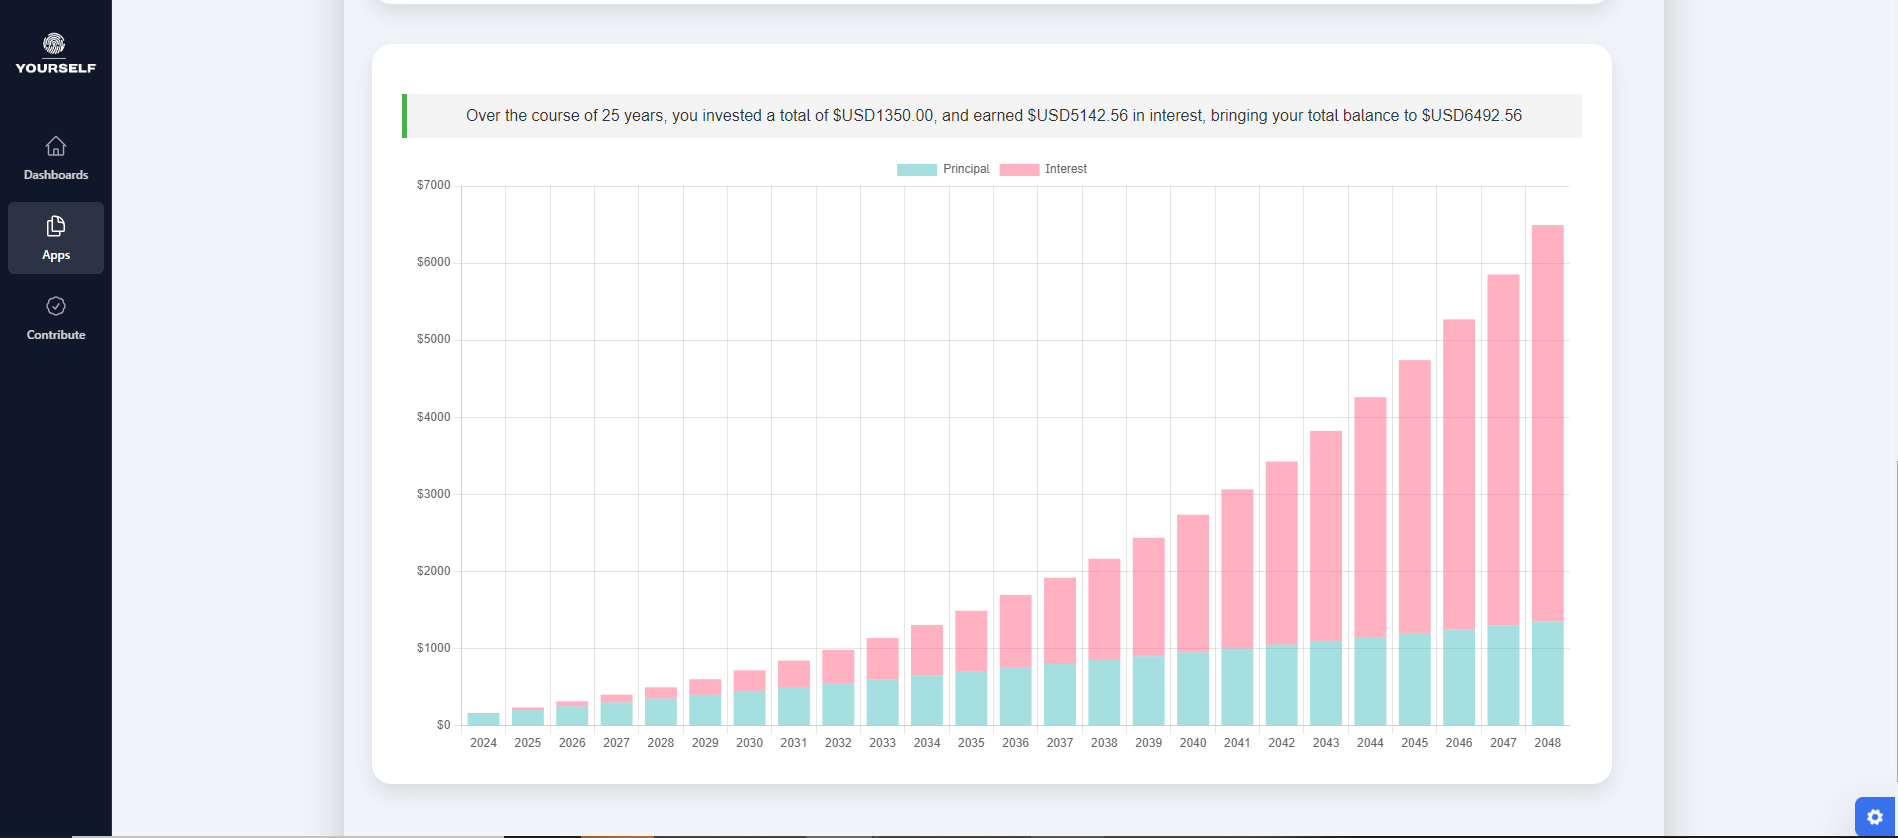 YOURSELF
Dashboards
Apps
Contribute
Over the course of 25 years, you invested a total of $USD1350.00, and earned $USD5142.56 in interest, bringing your total balance to $USD6492.56
Principal Interest
$7000
$6000
$5000
$4000
$3000
$2000
$1000
$0
2024 2025 2026 2027 2028 2029 2030 2031 2032 2033 2034 2035 2036 2037 2038 2039 2040 2041 2042 2043 2044 2045 2046 2047 2048